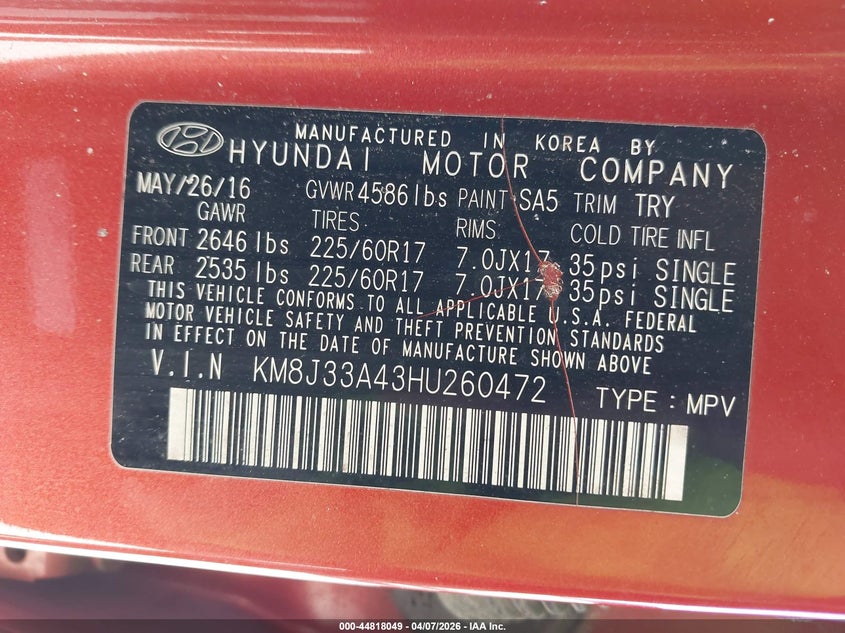 MANUFACTURED IN KOREA BY
HYUNDAI MOTOR COMPANY
MAY/26/16 GVWR 4586lbs PAINT SA5 TRIM TRY
GAWR TIRES: RIMS: COLD TIRE INFL
FRONT 2646 lbs 225/60R17 7.0JX17 35psi SINGLE
REAR 2535 lbs 225/60R17 7.0JX17 35psi SINGLE
THIS VEHICLE CONFORMS TO ALL APPLICABLE U.S.A. FEDERAL
MOTOR VEHICLE SAFETY AND THEFT PREVENTION STANDARDS
IN EFFECT ON THE DATE OF MANUFACTURE SHOWN ABOVE
V.I.N KM8J33A43HU260472 TYPE : MPV
000-44818049 - 04/07/2026 - IAA Inc.